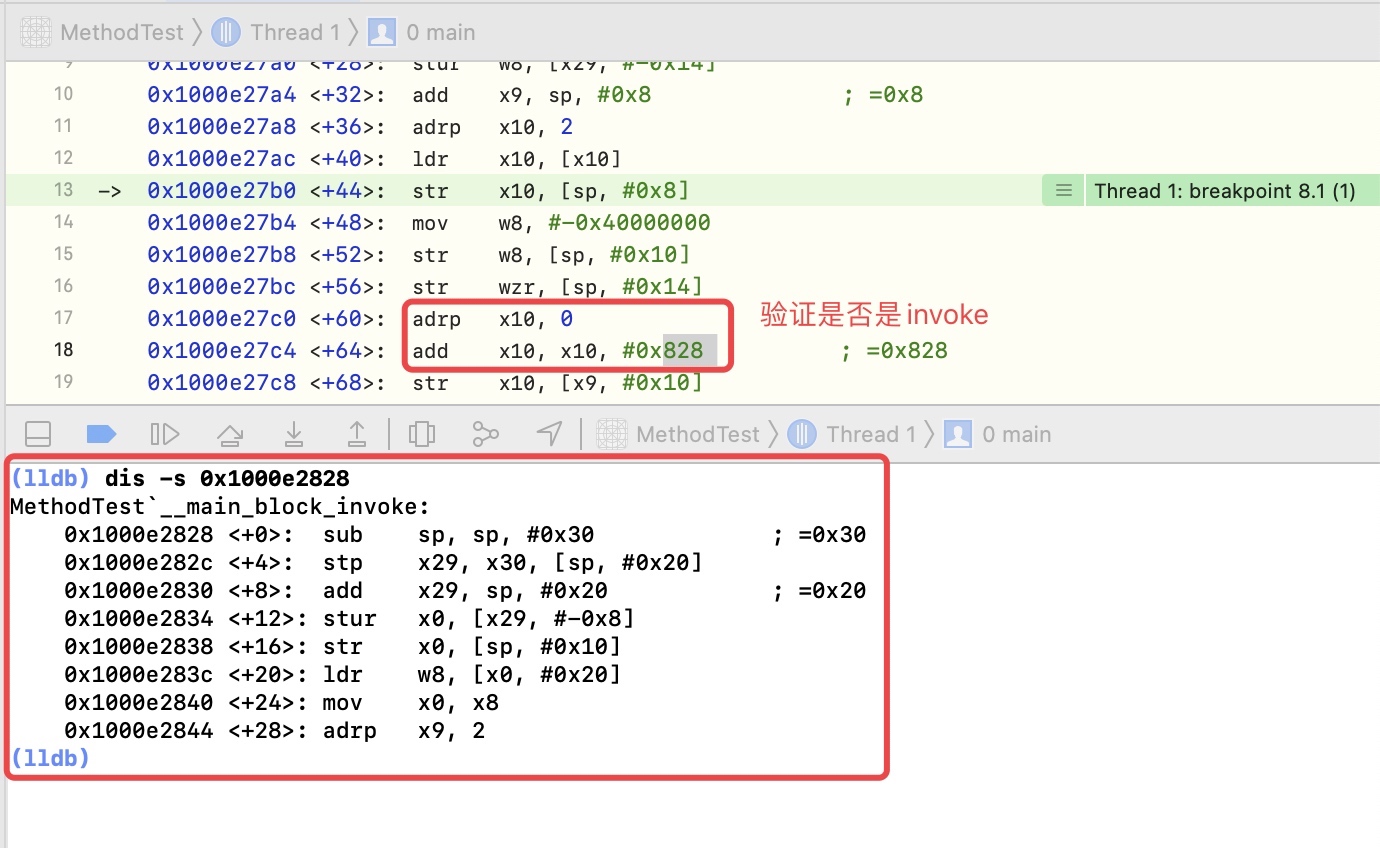 MethodTest Thread 1 0 main
9 0x1000e27a0 <+28>: stur w8, [x29, #-0x14]
10 0x1000e27a4 <+32>: add x9, sp, #0x8 ; =0x8
11 0x1000e27a8 <+36>: adrp x10, 2
12 0x1000e27ac <+40>: ldr x10, [x10]
13 -> 0x1000e27b0 <+44>: str x10, [sp, #0x8] Thread 1: breakpoint 8.1 (1)
14 0x1000e27b4 <+48>: mov w8, #-0x40000000
15 0x1000e27b8 <+52>: str w8, [sp, #0x10]
16 0x1000e27bc <+56>: str wzr, [sp, #0x14]
17 0x1000e27c0 <+60>: adrp x10, 0 验证是否是invoke
18 0x1000e27c4 <+64>: add x10, x10, #0x828 ; =0x828
19 0x1000e27c8 <+68>: str x10, [x9, #0x10]
MethodTest Thread 1 0 main
(lldb) dis -s 0x1000e2828
MethodTest`__main_block_invoke:
0x1000e2828 <+0>: sub sp, sp, #0x30 ; =0x30
0x1000e282c <+4>: stp x29, x30, [sp, #0x20]
0x1000e2830 <+8>: add x29, sp, #0x20 ; =0x20
0x1000e2834 <+12>: stur x0, [x29, #-0x8]
0x1000e2838 <+16>: str x0, [sp, #0x10]
0x1000e283c <+20>: ldr w8, [x0, #0x20]
0x1000e2840 <+24>: mov x0, x8
0x1000e2844 <+28>: adrp x9, 2
(lldb)